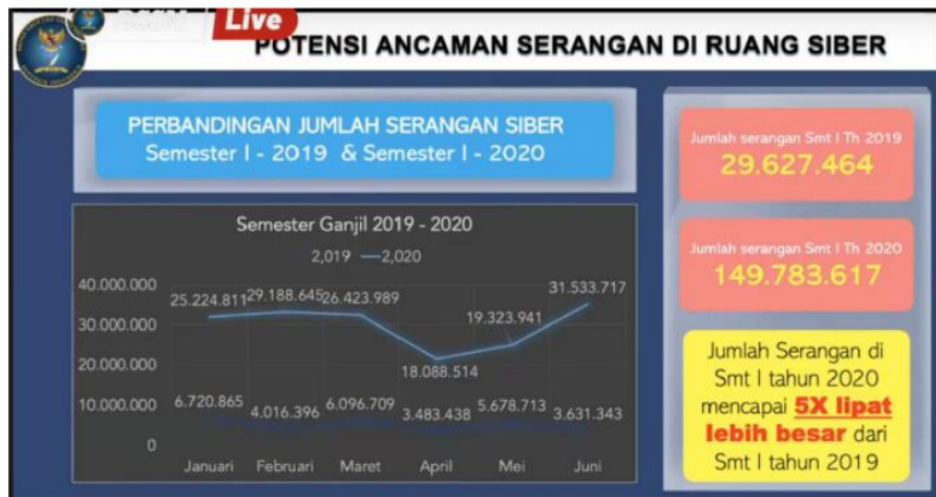 BSSN
Live
POTENSI ANCAMAN SERANGAN DI RUANG SIBER
PERBANDINGAN JUMLAH SERANGAN SIBER
Semester I - 2019 & Semester I - 2020
Semester Ganjil 2019 - 2020
2,019 2,020
40.000.000
30.000.000
20.000.000
10.000.000
0
25.224.811 29.188.645 26.423.989 18.088.514 19.323.941 31.533.717
6.720.865 4.016.396 6.096.709 3.483.438 5.678.713 3.631.343
Januari Februari Maret April Mei Juni
Jumlah serangan Smt I Th 2019
29.627.464
Jumlah serangan Smt I Th 2020
149.783.617
Jumlah Serangan di
Smt I tahun 2020
mencapai 5X lipat
lebih besar dari
Smt I tahun 2019